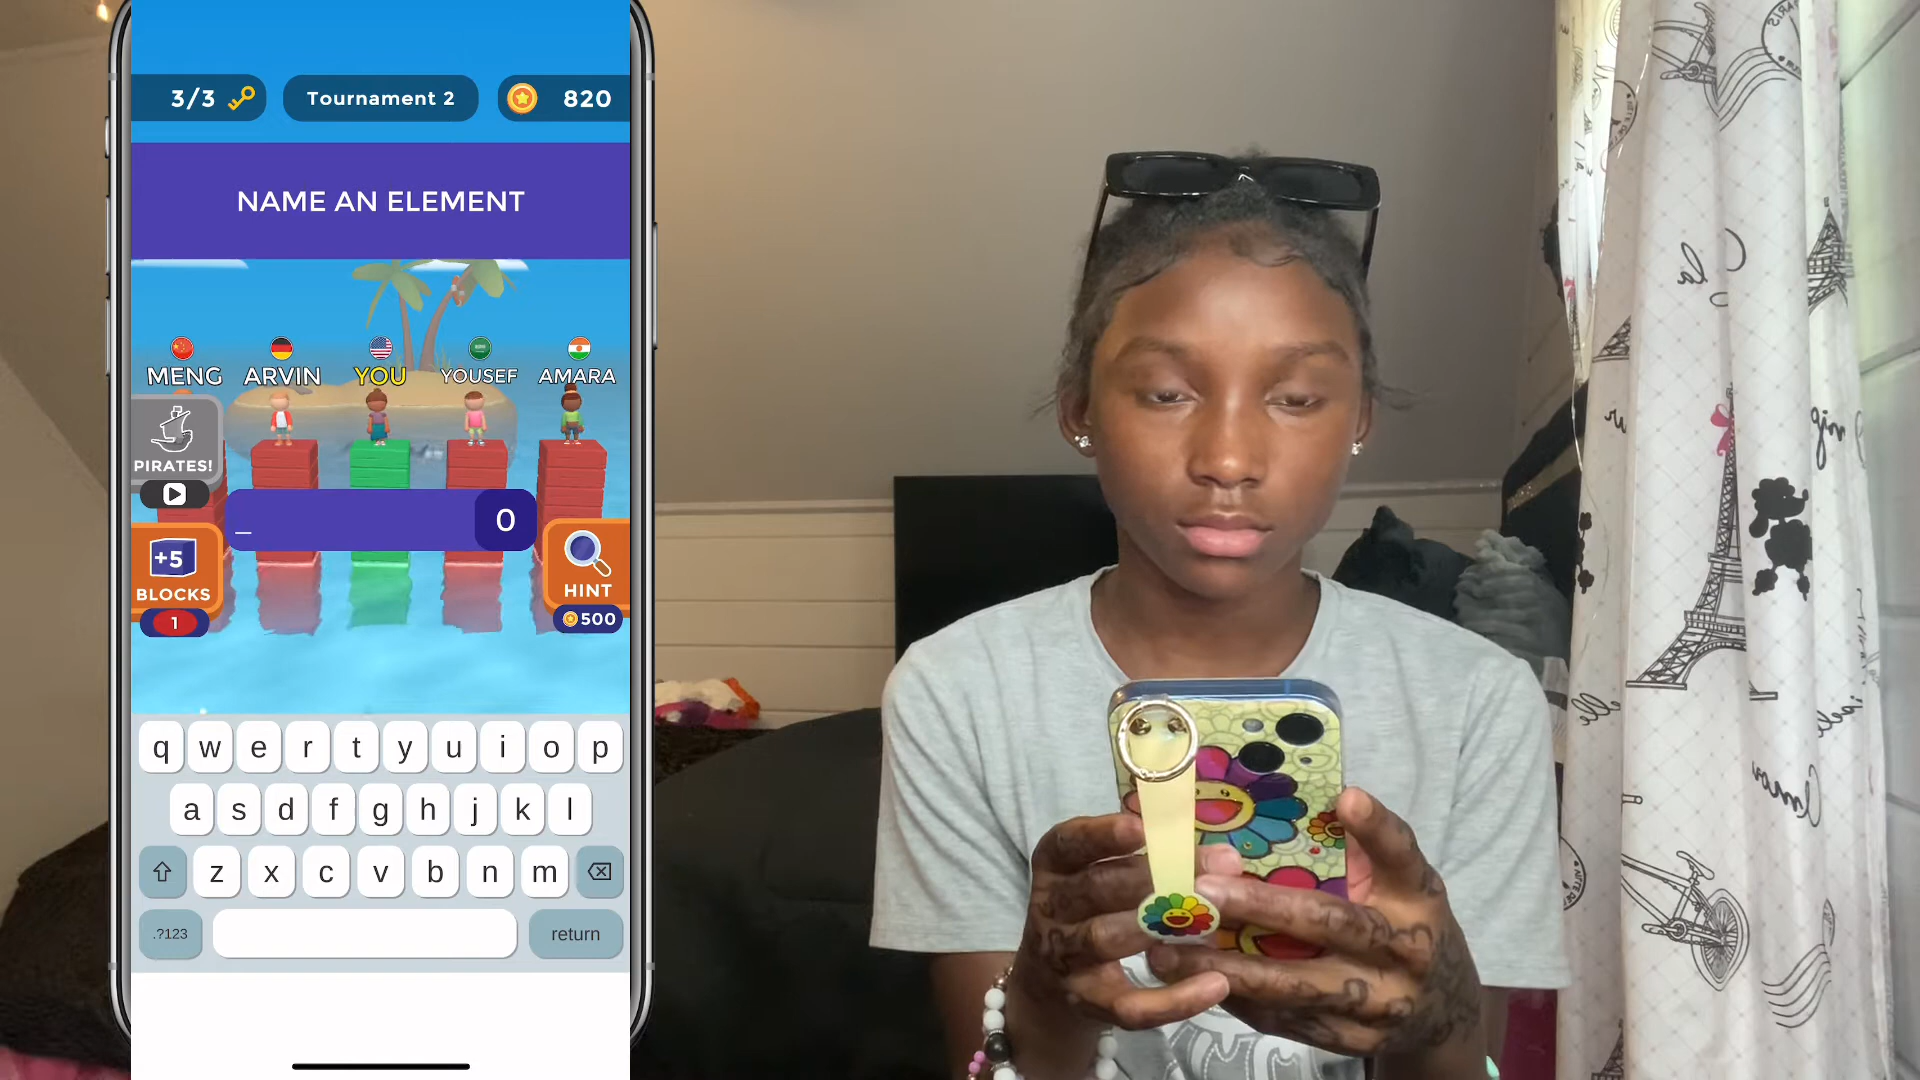 3/3
Tournament 2
820
NAME AN ELEMENT
MENG
ARVIN
YOU
YOUSEF
AMARA
PIRATES!
_
0
+5
BLOCKS
1
HINT
500
q w e r t y u i o p
a s d f g h j k l
z x c v b n m
.?123
return